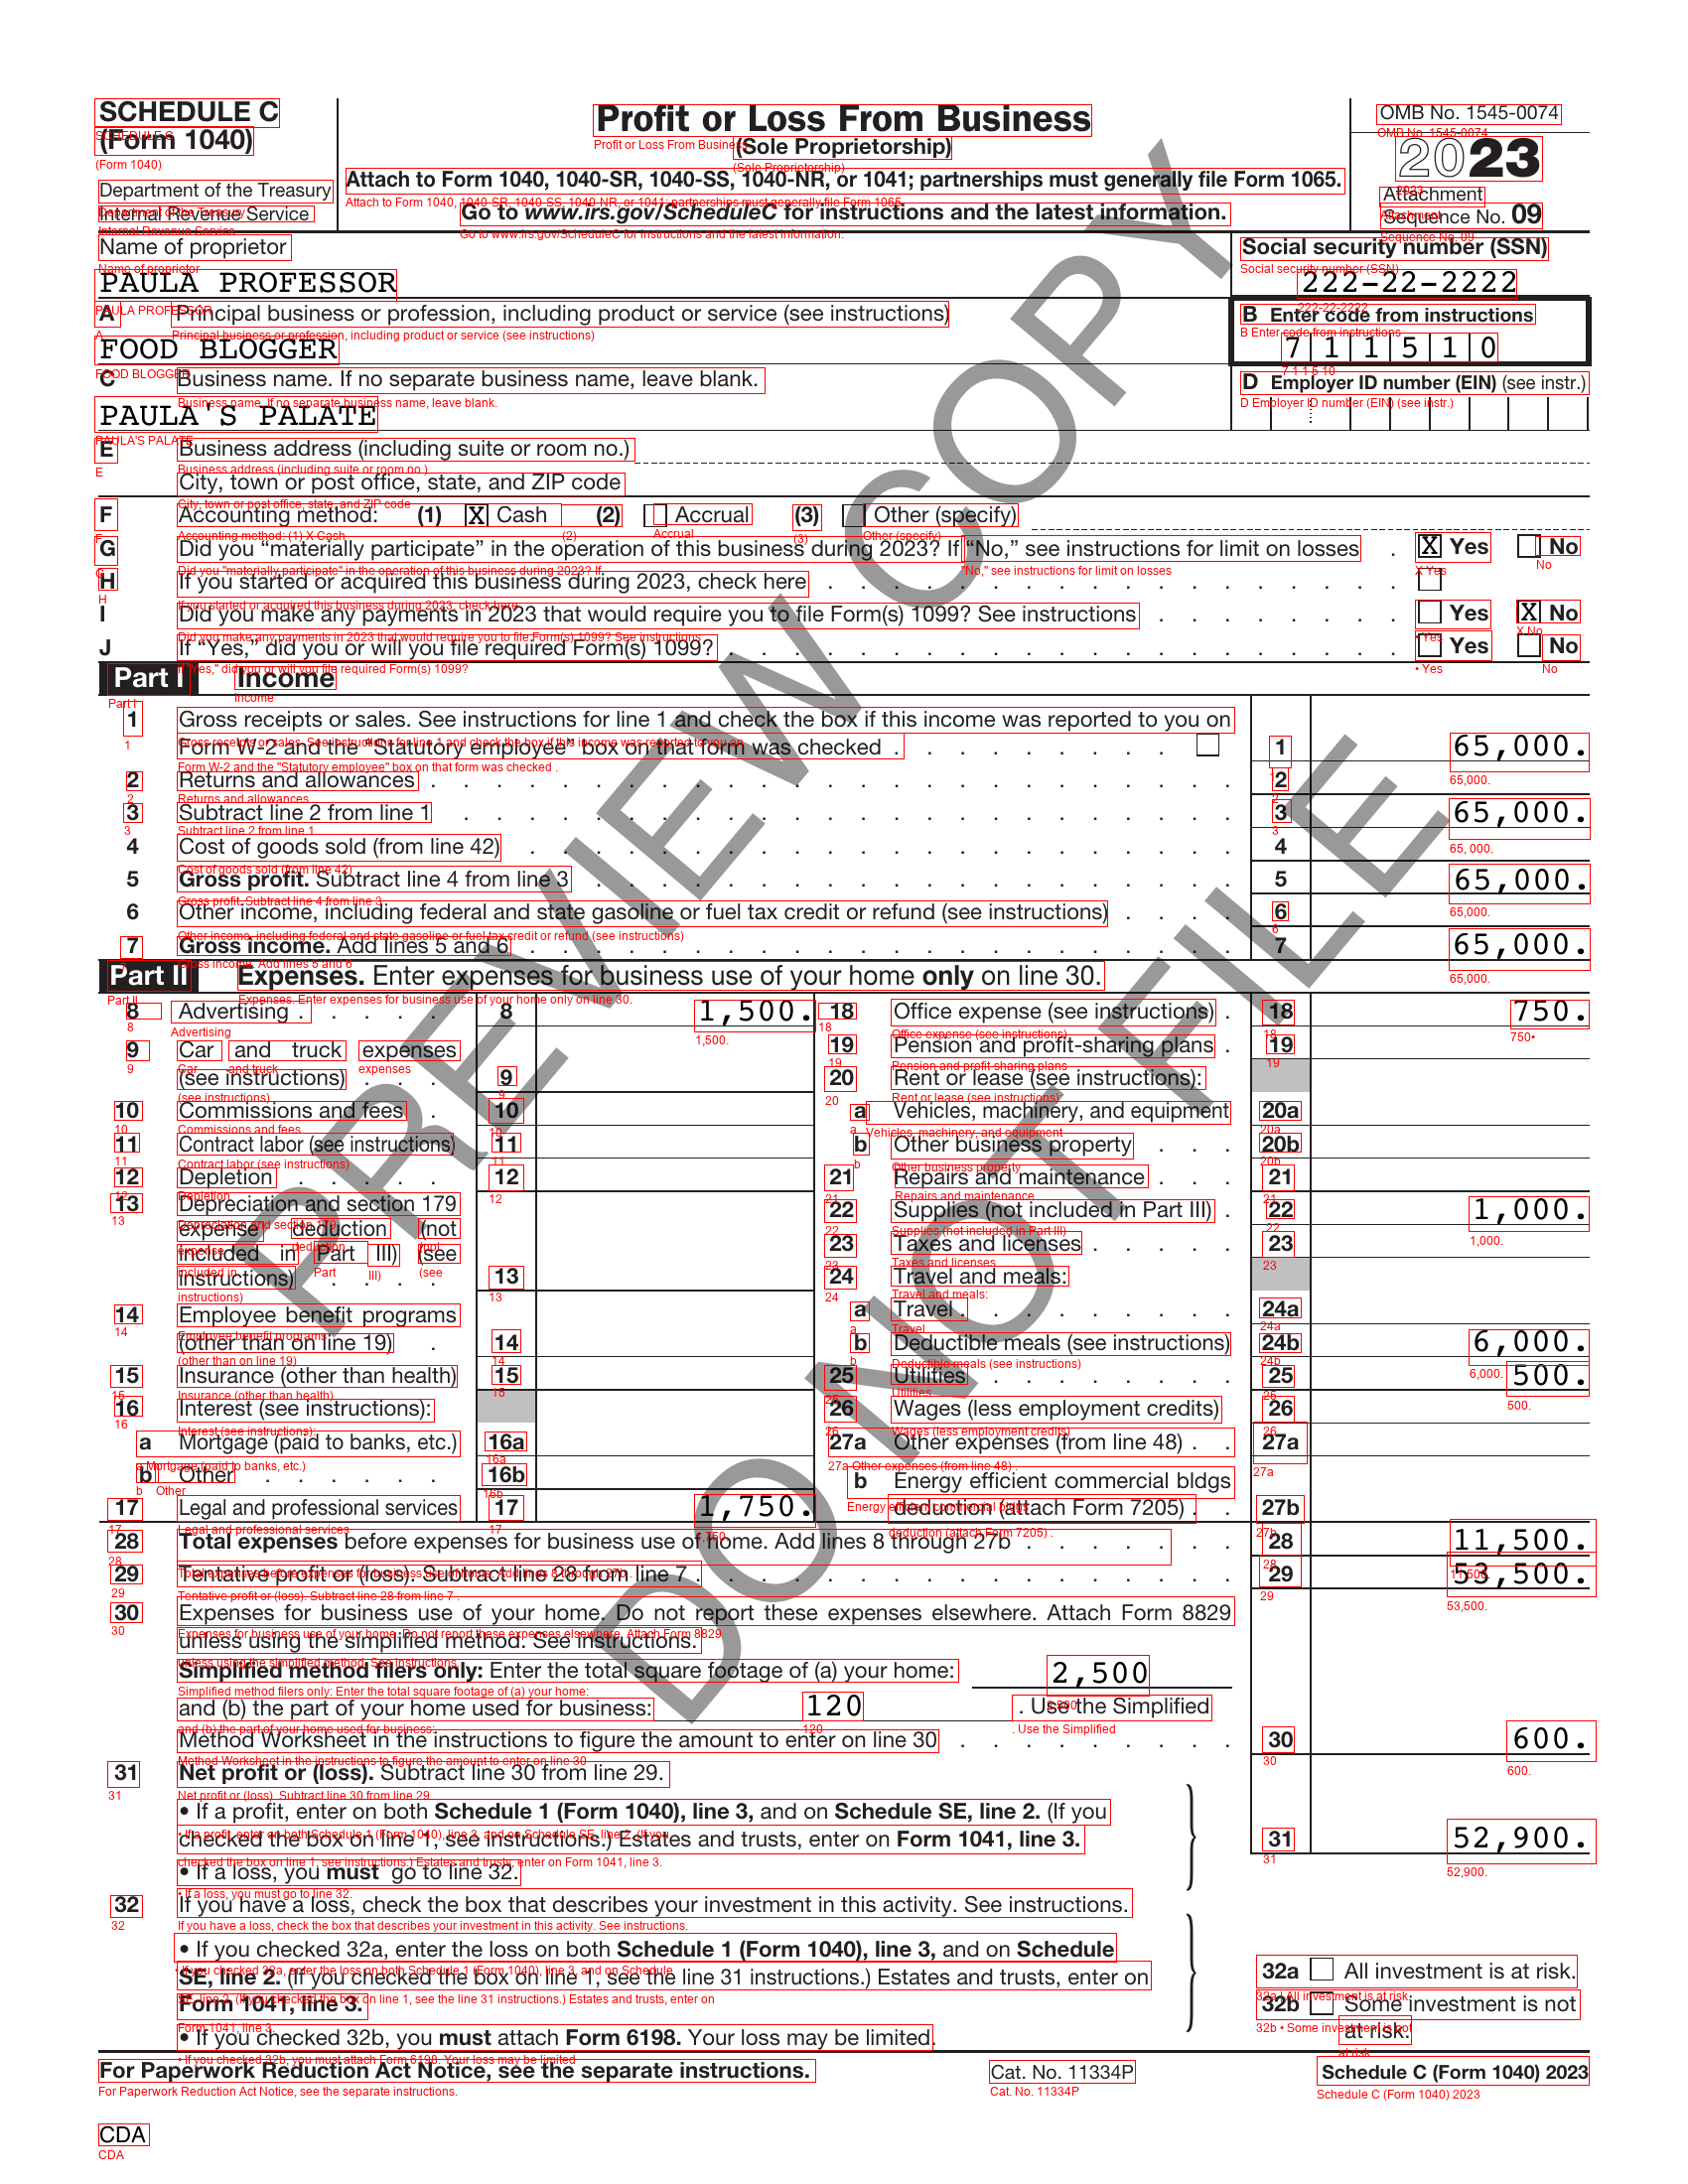 SCHEDULE C
(Form 1040)
Department of the Treasury
Internal Revenue Service
Profit or Loss From Business
(Sole Proprietorship)
Attach to Form 1040, 1040-SR, 1040-SS, 1040-NR, or 1041; partnerships must generally file Form 1065.
Go to www.irs.gov/ScheduleC for instructions and the latest information.
OMB No. 1545-0074
2023
Attachment
Sequence No. 09
Name of proprietor
PAULA PROFESSOR
Social security number (SSN)
222-22-2222
A Principal business or profession, including product or service (see instructions)
FOOD BLOGGER
B Enter code from instructions
7 1 1 5 1 0
C Business name. If no separate business name, leave blank.
PAULA'S PALATE
D Employer ID number (EIN) (see instr.)
E Business address (including suite or room no.)
City, town or post office, state, and ZIP code
F Accounting method: (1) X Cash (2) Accrual (3) Other (specify)
G Did you “materially participate” in the operation of this business during 2023? If “No,” see instructions for limit on losses . X Yes No
H If you started or acquired this business during 2023, check here
I Did you make any payments in 2023 that would require you to file Form(s) 1099? See instructions Yes X No
J If “Yes,” did you or will you file required Form(s) 1099? Yes No
Part I Income
1 Gross receipts or sales. See instructions for line 1 and check the box if this income was reported to you on
Form W-2 and the “Statutory employee” box on that form was checked 1 65,000.
2 Returns and allowances 2
3 Subtract line 2 from line 1 3 65,000.
4 Cost of goods sold (from line 42) 4
5 Gross profit. Subtract line 4 from line 3 5 65,000.
6 Other income, including federal and state gasoline or fuel tax credit or refund (see instructions) 6
7 Gross income. Add lines 5 and 6 7 65,000.
Part II Expenses. Enter expenses for business use of your home only on line 30.
8 Advertising 8 1,500.
9 Car and truck expenses
(see instructions) 9
10 Commissions and fees 10
11 Contract labor (see instructions) 11
12 Depletion 12
13 Depreciation and section 179
expense deduction (not
included in Part III) (see
instructions) 13
14 Employee benefit programs
(other than on line 19) 14
15 Insurance (other than health) 15
16 Interest (see instructions):
a Mortgage (paid to banks, etc.) 16a
b Other 16b
17 Legal and professional services 17 1,750.
18 Office expense (see instructions) 18 750.
19 Pension and profit-sharing plans 19
20 Rent or lease (see instructions):
a Vehicles, machinery, and equipment 20a
b Other business property 20b
21 Repairs and maintenance 21
22 Supplies (not included in Part III) 22 1,000.
23 Taxes and licenses 23
24 Travel and meals:
a Travel 24a
b Deductible meals (see instructions) 24b 6,000.
25 Utilities 25 500.
26 Wages (less employment credits) 26
27a Other expenses (from line 48) 27a
b Energy efficient commercial bldgs
deduction (attach Form 7205) 27b
28 Total expenses before expenses for business use of home. Add lines 8 through 27b 28 11,500.
29 Tentative profit or (loss). Subtract line 28 from line 7 29 53,500.
30 Expenses for business use of your home. Do not report these expenses elsewhere. Attach Form 8829
unless using the simplified method. See instructions.
Simplified method filers only: Enter the total square footage of (a) your home: 2,500
and (b) the part of your home used for business: 120 . Use the Simplified
Method Worksheet in the instructions to figure the amount to enter on line 30 30 600.
31 Net profit or (loss). Subtract line 30 from line 29.
• If a profit, enter on both Schedule 1 (Form 1040), line 3, and on Schedule SE, line 2. (If you
checked the box on line 1, see instructions.) Estates and trusts, enter on Form 1041, line 3.
• If a loss, you must go to line 32.
31 52,900.
32 If you have a loss, check the box that describes your investment in this activity. See instructions.
• If you checked 32a, enter the loss on both Schedule 1 (Form 1040), line 3, and on Schedule
SE, line 2. (If you checked the box on line 1, see the line 31 instructions.) Estates and trusts, enter on
Form 1041, line 3.
• If you checked 32b, you must attach Form 6198. Your loss may be limited.
32a All investment is at risk.
32b Some investment is not
at risk.
For Paperwork Reduction Act Notice, see the separate instructions. Cat. No. 11334P Schedule C (Form 1040) 2023
CDA
PREVIEW COPY
DO NOT FILE